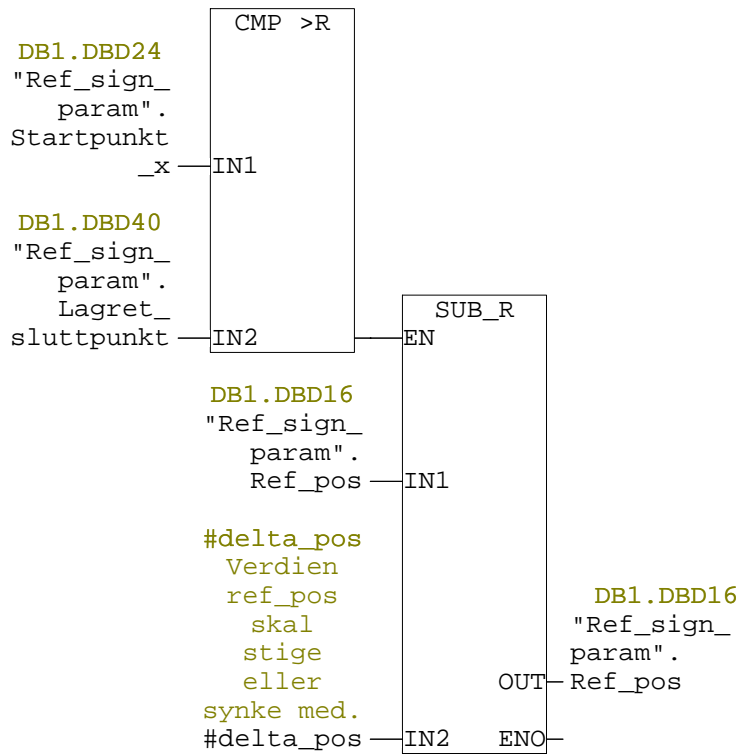 CMP >R
DB1.DBD24
"Ref_sign_
param".
Startpunkt
_x
IN1
DB1.DBD40
"Ref_sign_
param".
Lagret_
sluttpunkt
IN2
SUB_R
EN
DB1.DBD16
"Ref_sign_
param".
Ref_pos
IN1
#delta_pos
Verdien
ref_pos
skal
stige
eller
synke med.
#delta_pos
IN2
DB1.DBD16
"Ref_sign_
param".
OUT
Ref_pos
ENO